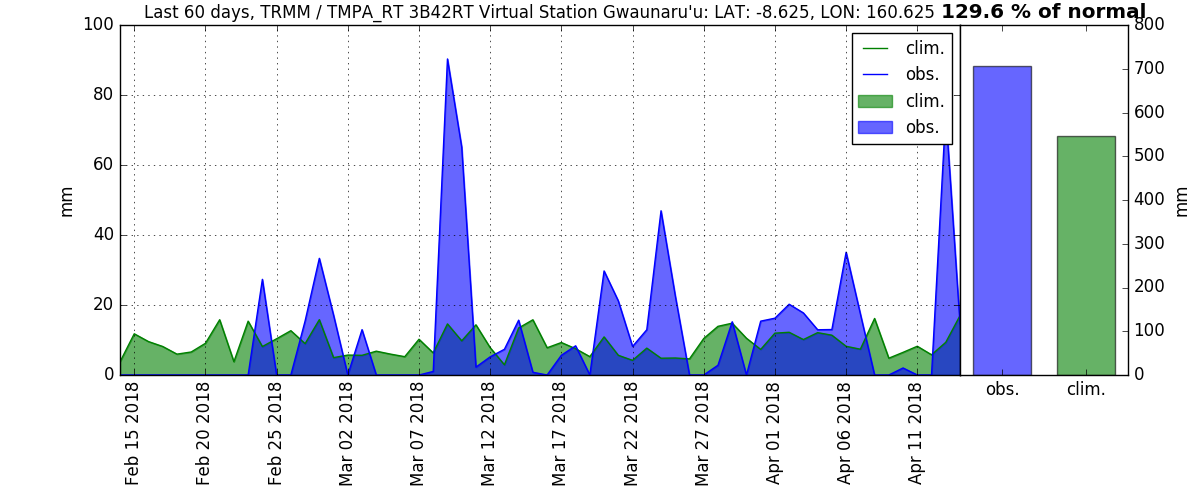 Last 60 days, TRMM / TMPA_RT 3B42RT Virtual Station Gwaunaru'u: LAT: -8.625, LON: 160.625 129.6 % of normal
100
80
60
40
20
0
mm
clim.
obs.
clim.
obs.
800
700
600
500
400
300
200
100
0
mm
obs.
clim.
Feb 15 2018
Feb 20 2018
Feb 25 2018
Mar 02 2018
Mar 07 2018
Mar 12 2018
Mar 17 2018
Mar 22 2018
Mar 27 2018
Apr 01 2018
Apr 06 2018
Apr 11 2018